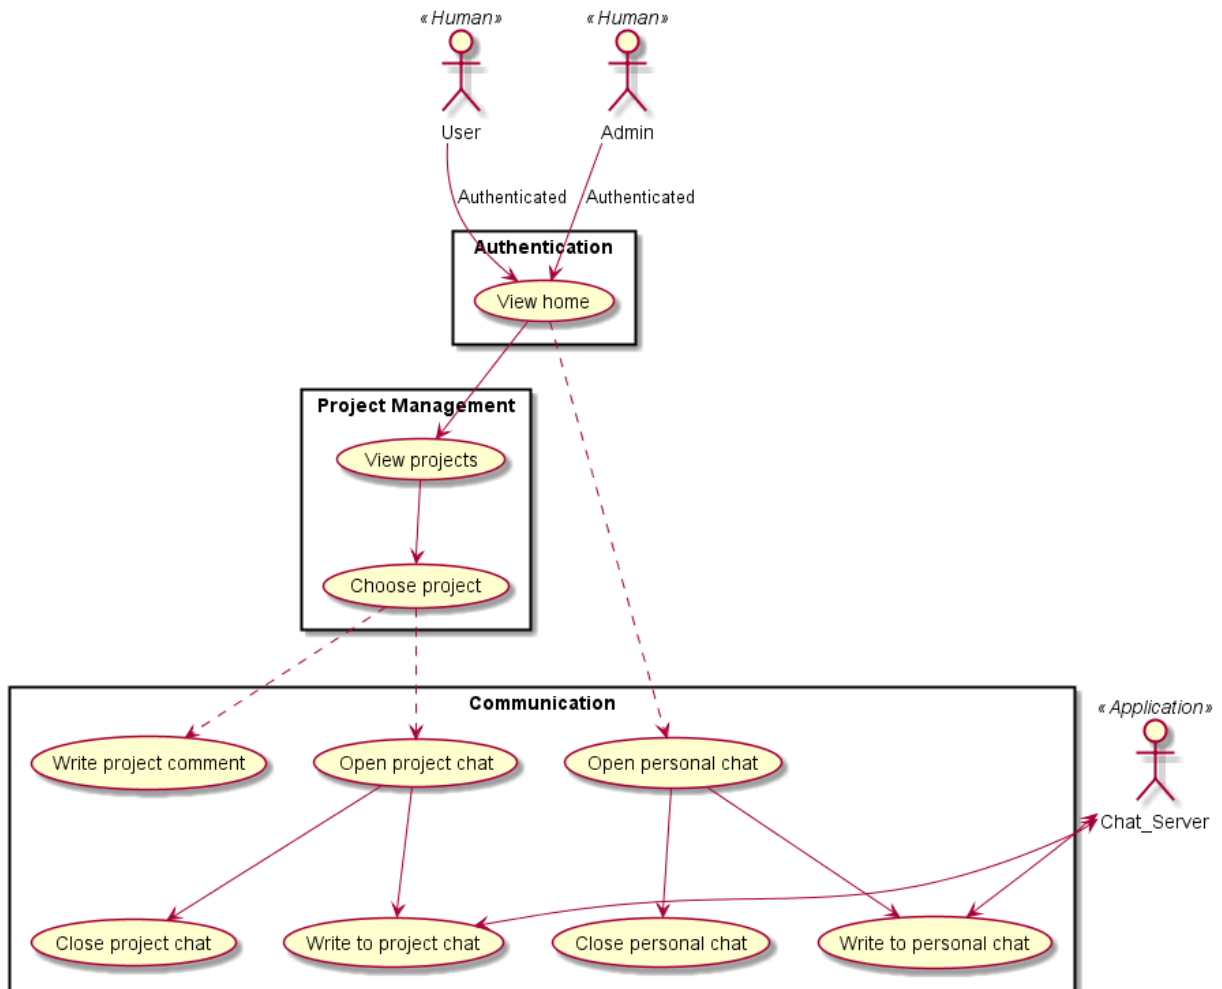 «Human»
«Human»
User
Admin
Authenticated
Authenticated
Authentication
View home
Project Management
View projects
Choose project
Communication
«Application»
Write project comment
Open project chat
Open personal chat
Chat_Server
Close project chat
Write to project chat
Close personal chat
Write to personal chat